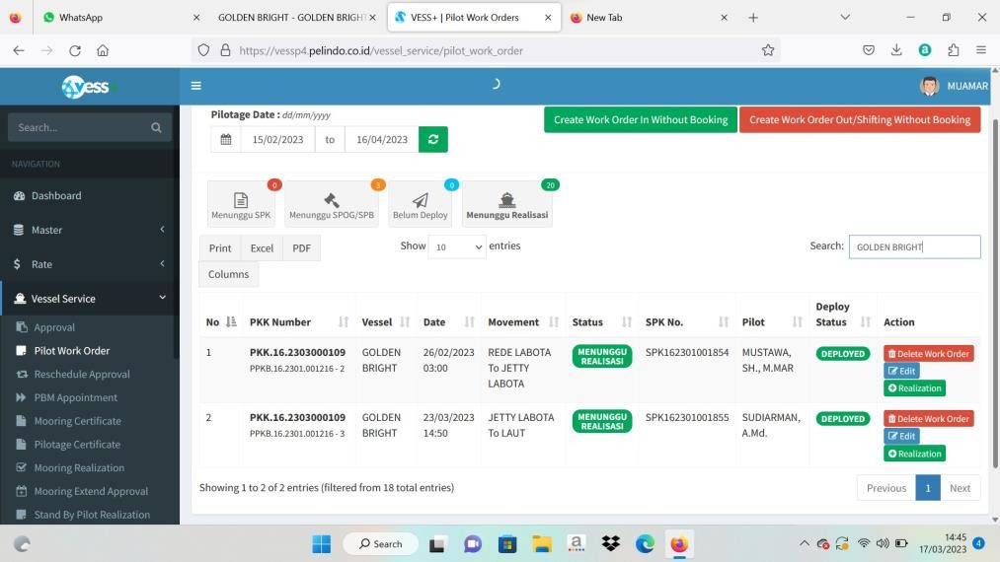 WhatsApp
GOLDEN BRIGHT - GOLDEN BRIGHT
VESS+ | Pilot Work Orders
New Tab
https://vessp4.pelindo.co.id/vessel_service/pilot_work_order
vess+
MUAMAR
Search...
NAVIGATION
Dashboard
Master
Rate
Vessel Service
Approval
Pilot Work Order
Reschedule Approval
PBM Appointment
Mooring Certificate
Pilotage Certificate
Mooring Realization
Mooring Extend Approval
Stand By Pilot Realization
Pilotage Date : dd/mm/yyyy
15/02/2023 to 16/04/2023
Create Work Order In Without Booking
Create Work Order Out/Shifting Without Booking
0 3 0 20
Menunggu SPK
Menunggu SPOG/SPB
Belum Deploy
Menunggu Realisasi
Print Excel PDF
Columns
Show 10 entries
Search: GOLDEN BRIGHT
No PKK Number Vessel Date Movement Status SPK No. Pilot Deploy Status Action
1 PKK.16.2303000109 GOLDEN 26/02/2023 REDE LABOTA MENUNGGU SPK162301001854 MUSTAWA, DEPLOYED Delete Work Order
PPKB.16.2301.001216 - 2 BRIGHT 03:00 To JETTY REALISASI SH., M.MAR Edit
LABOTA Realization
2 PKK.16.2303000109 GOLDEN 23/03/2023 JETTY LABOTA MENUNGGU SPK162301001855 SUDIARMAN, DEPLOYED Delete Work Order
PPKB.16.2301.001216 - 3 BRIGHT 14:50 To LAUT REALISASI A.Md. Edit
Realization
Showing 1 to 2 of 2 entries (filtered from 18 total entries)
Previous 1 Next
Search
14:45
17/03/2023
4